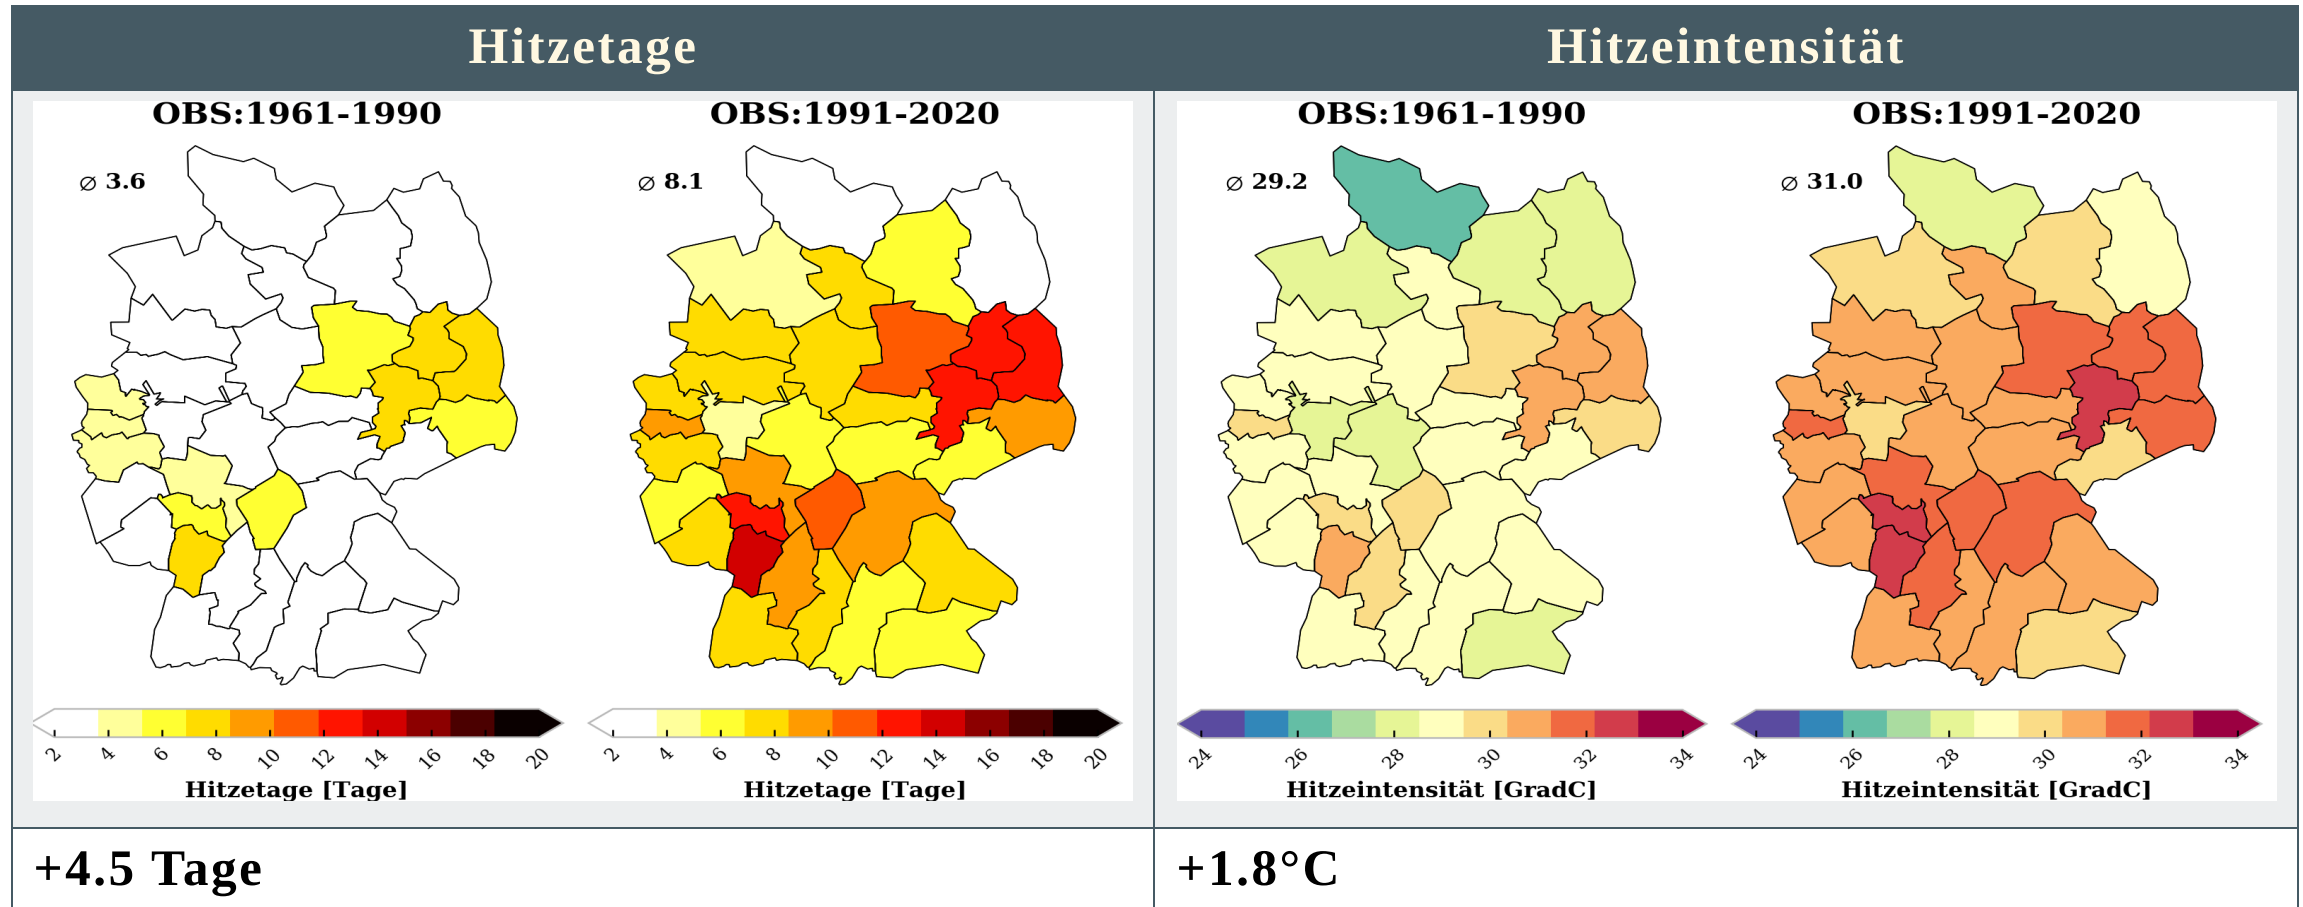 Hitzetage
Hitzeintensität
OBS:1961-1990
OBS:1991-2020
OBS:1961-1990
OBS:1991-2020
∅ 3.6
∅ 8.1
∅ 29.2
∅ 31.0
2 4 6 8 10 12 14 16 18 20
2 4 6 8 10 12 14 16 18 20
24 26 28 30 32 34
24 26 28 30 32 34
Hitzetage [Tage]
Hitzetage [Tage]
Hitzeintensität [GradC]
Hitzeintensität [GradC]
+4.5 Tage
+1.8°C